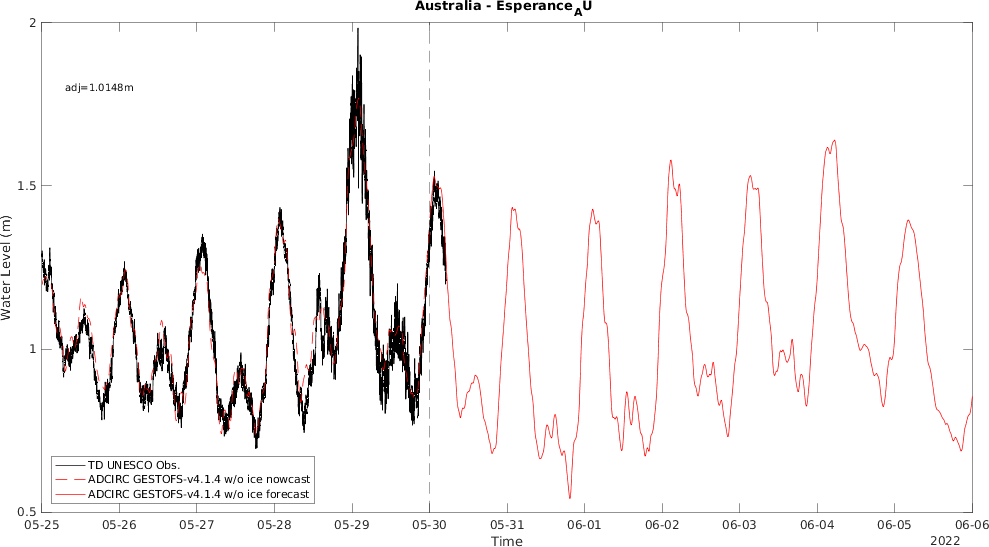 Australia - Esperance_AU
2
adj=1.0148m
1.5
Water Level (m)
1
TD UNESCO Obs.
ADCIRC GESTOFS-v4.1.4 w/o ice nowcast
ADCIRC GESTOFS-v4.1.4 w/o ice forecast
0.5
05-25 05-26 05-27 05-28 05-29 05-30 05-31 06-01 06-02 06-03 06-04 06-05 06-06
Time
2022